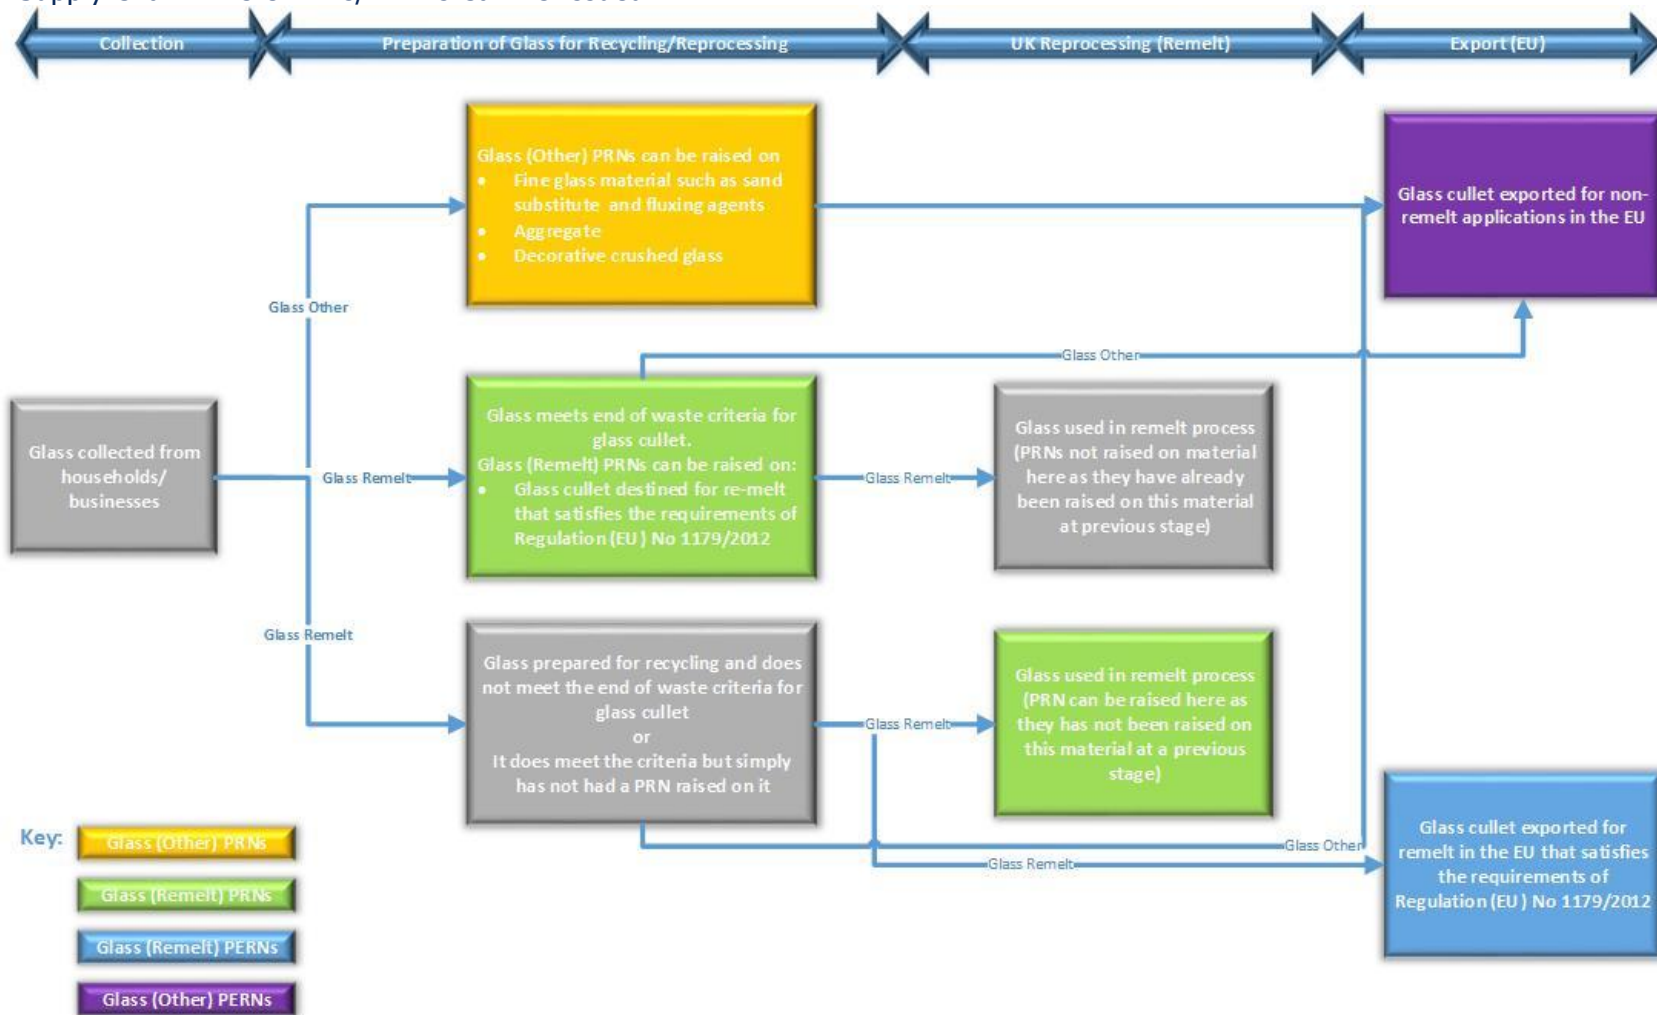 Collection
Preparation of Glass for Recycling/Reprocessing
UK Reprocessing (Remelt)
Export (EU)
Glass (Other) PRNs can be raised on
• Fine glass material such as sand
substitute and fluxing agents
• Aggregate
• Decorative crushed glass
Glass cullet exported for non-
remelt applications in the EU
Glass Other
Glass Other
Glass collected from
households/
businesses
Glass Remelt
Glass meets end of waste criteria for
glass cullet.
Glass (Remelt) PRNs can be raised on:
• Glass cullet destined for re-melt
that satisfies the requirements of
Regulation (EU) No 1179/2012
Glass Remelt
Glass used in remelt process
(PRNs not raised on material
here as they have already
been raised on this material
at previous stage)
Glass Remelt
Glass prepared for recycling and does
not meet the end of waste criteria for
glass cullet
or
It does meet the criteria but simply
has not had a PRN raised on it
Glass Remelt
Glass used in remelt process
(PRN can be raised here as
they has not been raised on
this material at a previous
stage)
Glass Other
Glass Remelt
Glass cullet exported for
remelt in the EU that satisfies
the requirements of
Regulation (EU) No 1179/2012
Key:
Glass (Other) PRNs
Glass (Remelt) PRNs
Glass (Remelt) PERNs
Glass (Other) PERNs